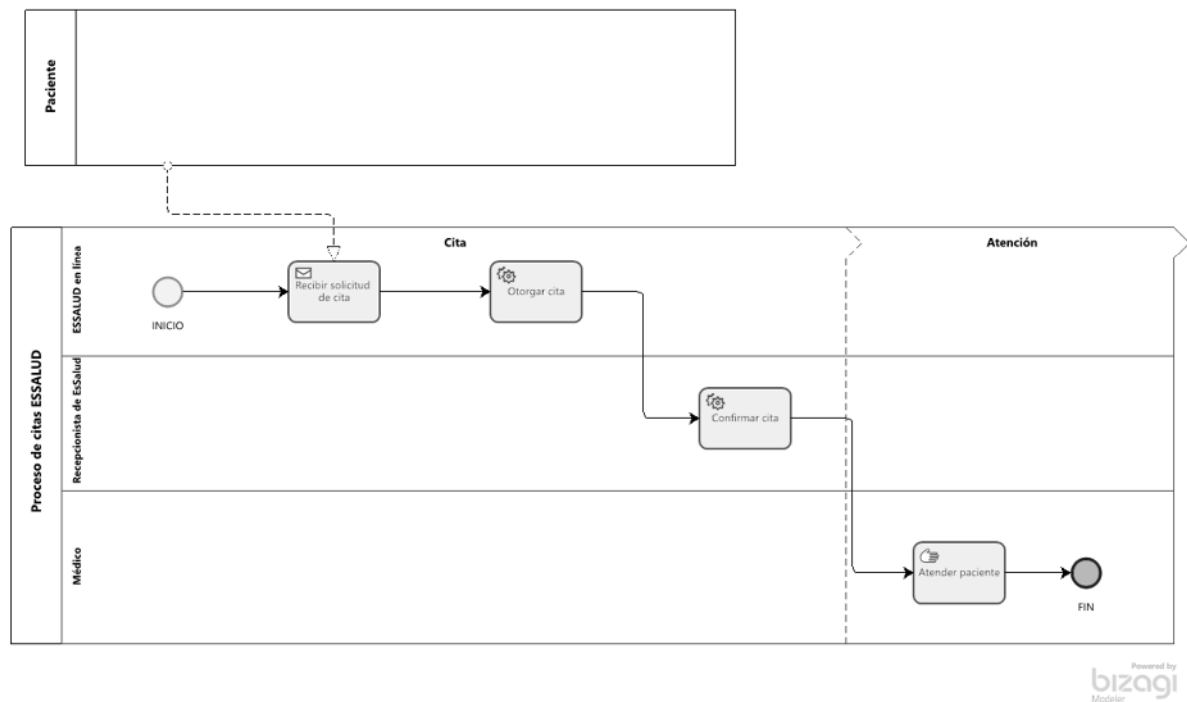 Paciente
Proceso de citas ESSALUD
Cita
Atención
ESSALUD en línea
INICIO
Recibir solicitud
de cita
Otorgar cita
Recepcionista de EsSalud
Confirmar cita
Médico
Atender paciente
FIN
Powered by
bizagi
Modeler